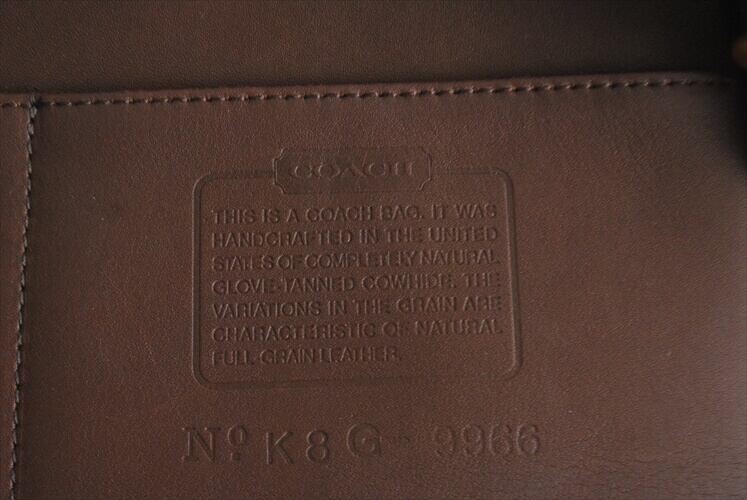 COACH
THIS IS A COACH BAG. IT WAS
HANDCRAFTED IN THE UNITED
STATES OF COMPLETELY NATURAL
GLOVE-TANNED COWHIDE. THE
VARIATIONS IN THE GRAIN ARE
CHARACTERISTIC OF NATURAL
FULL GRAIN LEATHER.
Nº K8G-9966